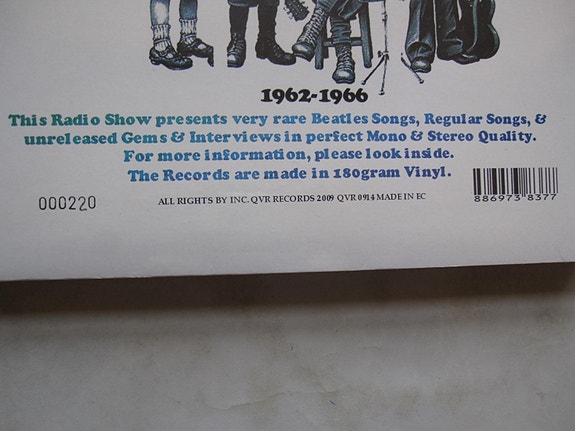 1962-1966
This Radio Show presents very rare Beatles Songs, Regular Songs, &
unreleased Gems & Interviews in perfect Mono & Stereo Quality.
For more information, please look inside.
The Records are made in 180gram Vinyl.
000220
ALL RIGHTS BY INC. QVR RECORDS 2009 QVR 0914 MADE IN EC
886973"8377